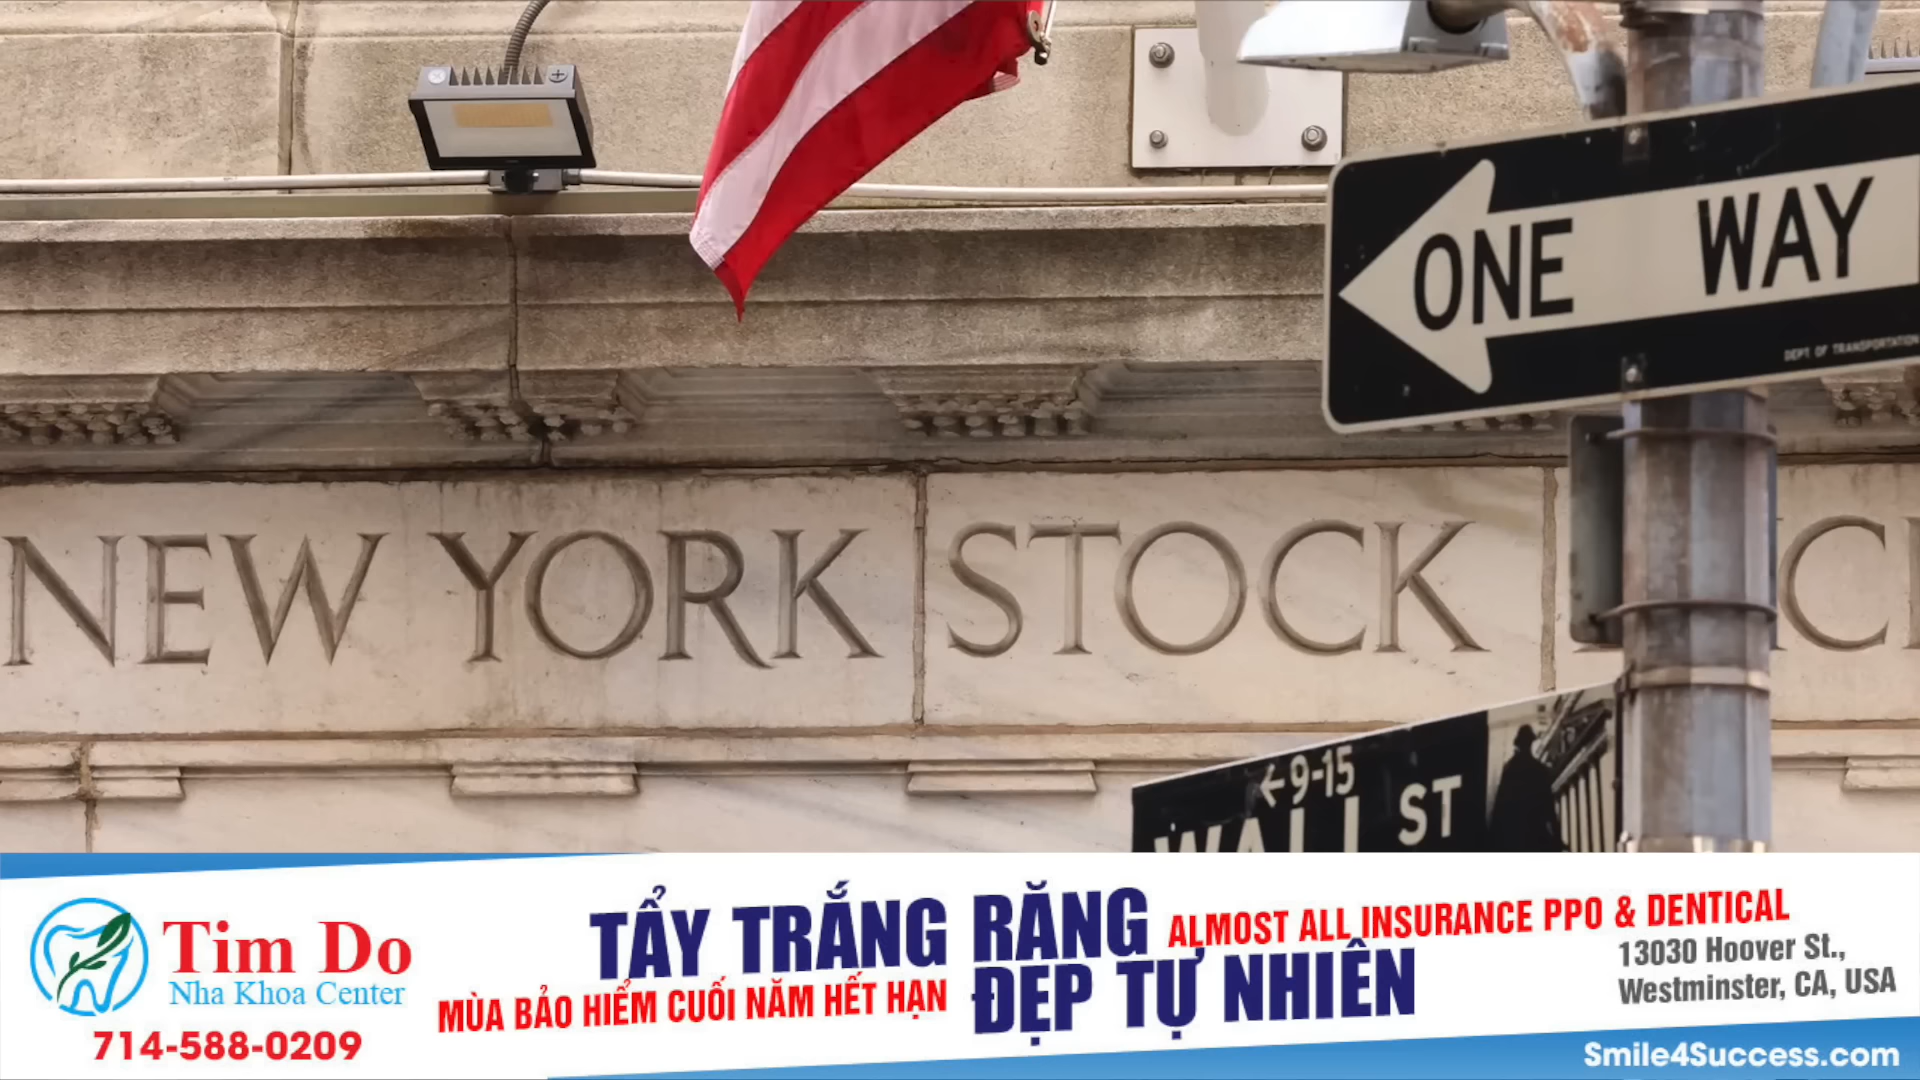 ONE WAY
DEPT OF TRANSPORTATION
NEW YORK STOCK
←9-15
WALL ST
Tim Do
Nha Khoa Center
714-588-0209
TẨY TRẮNG RĂNG
ĐẸP TỰ NHIÊN
MÙA BẢO HIỂM CUỐI NĂM HẾT HẠN
ALMOST ALL INSURANCE PPO & DENTICAL
13030 Hoover St.,
Westminster, CA, USA
Smile4Success.com